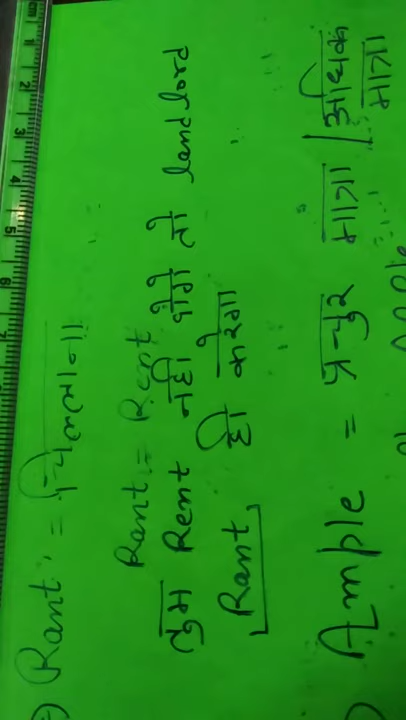 Rant = चिल्लाना
Rant = Rent
तुम Rent नही दोगे तो landlord
Rant ही करेगा
Ample = प्रचुर मात्रा / अधिक
मात्रा